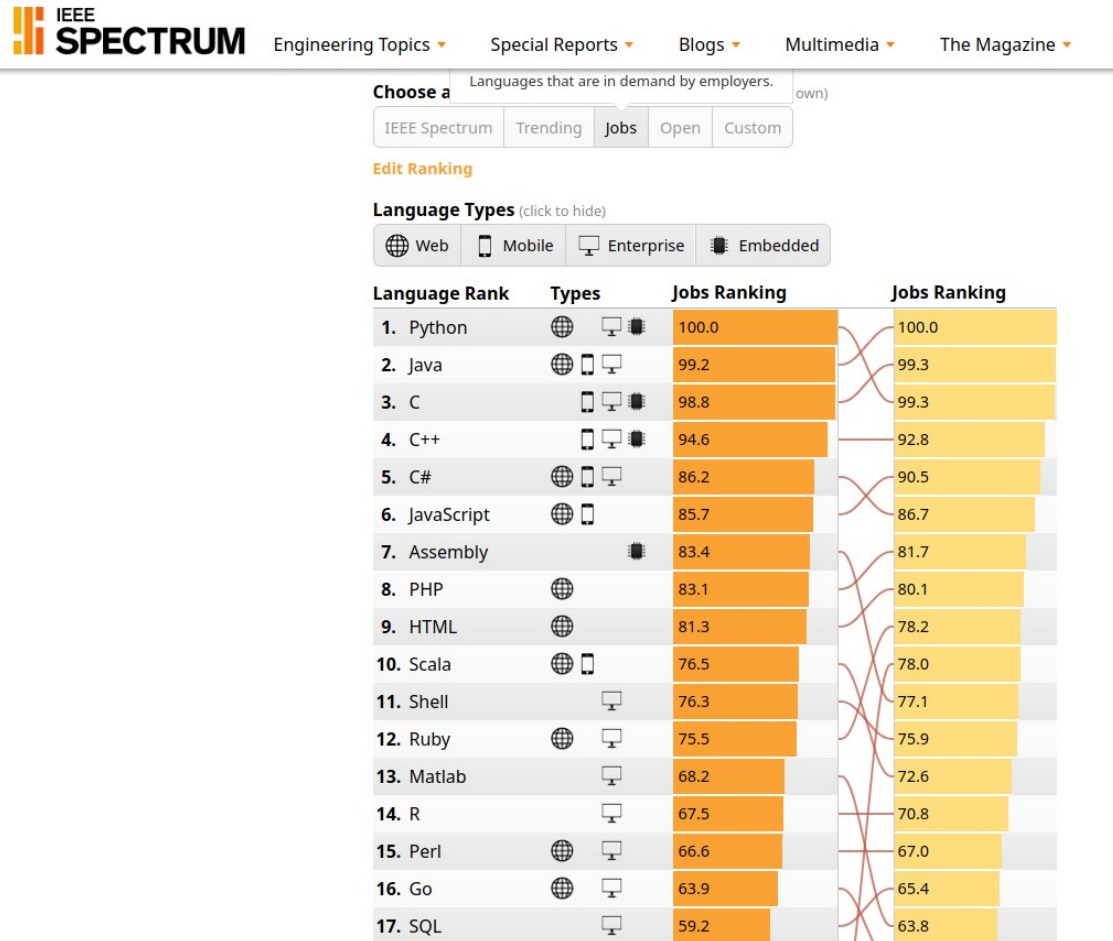 IEEE
SPECTRUM
Engineering Topics Special Reports Blogs Multimedia The Magazine
Languages that are in demand by employers.
Choose a own)
IEEE Spectrum Trending Jobs Open Custom
Edit Ranking
Language Types (click to hide)
Web Mobile Enterprise Embedded
Language Rank Types Jobs Ranking Jobs Ranking
1. Python 100.0 100.0
2. Java 99.2 99.3
3. C 98.8 99.3
4. C++ 94.6 92.8
5. C# 86.2 90.5
6. JavaScript 85.7 86.7
7. Assembly 83.4 81.7
8. PHP 83.1 80.1
9. HTML 81.3 78.2
10. Scala 76.5 78.0
11. Shell 76.3 77.1
12. Ruby 75.5 75.9
13. Matlab 68.2 72.6
14. R 67.5 70.8
15. Perl 66.6 67.0
16. Go 63.9 65.4
17. SQL 59.2 63.8